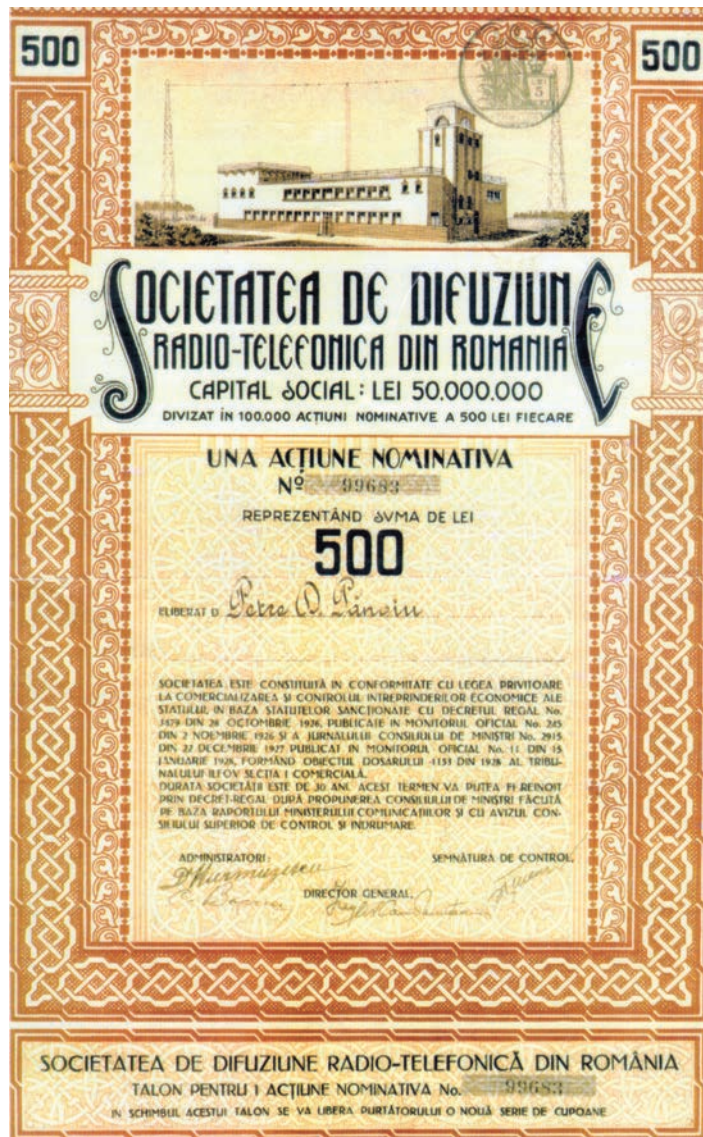 500 500
SOCIETATEA DE DIFUZIUNE
RADIO-TELEFONICA DIN ROMANIA
CAPITAL SOCIAL: LEI 50.000.000
DIVIZAT ÎN 100.000 ACȚIUNI NOMINATIVE A 500 LEI FIECARE
UNA ACȚIUNE NOMINATIVA
Nº 99683
REPREZENTÂND SVMA DE LEI
500
ELIBERAT D Petre D. Pănoiu
SOCIETATEA ESTE CONSTITUITĂ IN CONFORMITATE CU LEGEA PRIVITOARE
LA COMERCIALIZAREA ȘI CONTROLUL INTREPRINDERILOR ECONOMICE ALE
STATULUI, IN BAZA STATUTELOR SANCȚIONATE CU DECRETUL REGAL No.
DIN 28 OCTOMBRIE 1926, PUBLICATE IN MONITORUL OFICIAL No. 245
DIN 2 NOEMBRIE 1926 ȘI A JURNALULUI CONSILIULUI DE MINIȘTRI No. 2915
DIN 27 DECEMBRIE 1927 PUBLICAT IN MONITORUL OFICIAL No. 11 DIN 15
IANUARIE 1928, FORMÂND OBIECTUL DOSARULUI 1153 DIN 1928 AL TRIBU-
NALULUI ILFOV SECȚIA I COMERCIALĂ.
DURATA SOCIETĂȚII ESTE DE 30 ANI. ACEST TERMEN VA PUTEA FI REINOIT
PRIN DECRET-REGAL DUPĂ PROPUNEREA CONSILIULUI DE MINIȘTRI FĂCUTĂ
PE BAZA RAPORTULUI MINISTERULUI COMUNICAȚIILOR ȘI CU AVIZUL CON-
SILIULUI SUPERIOR DE CONTROL ȘI INDRUMARE.
ADMINISTRATORI: SEMNĂTURA DE CONTROL,
Dr Hurmuzescu
DIRECTOR GENERAL,
SOCIETATEA DE DIFUZIUNE RADIO-TELEFONICĂ DIN ROMÂNIA
TALON PENTRU 1 ACȚIUNE NOMINATIVA No. 99683
IN SCHIMBUL ACESTUI TALON SE VA LIBERA PURTĂTORULUI O NOUĂ SERIE DE CUPOANE